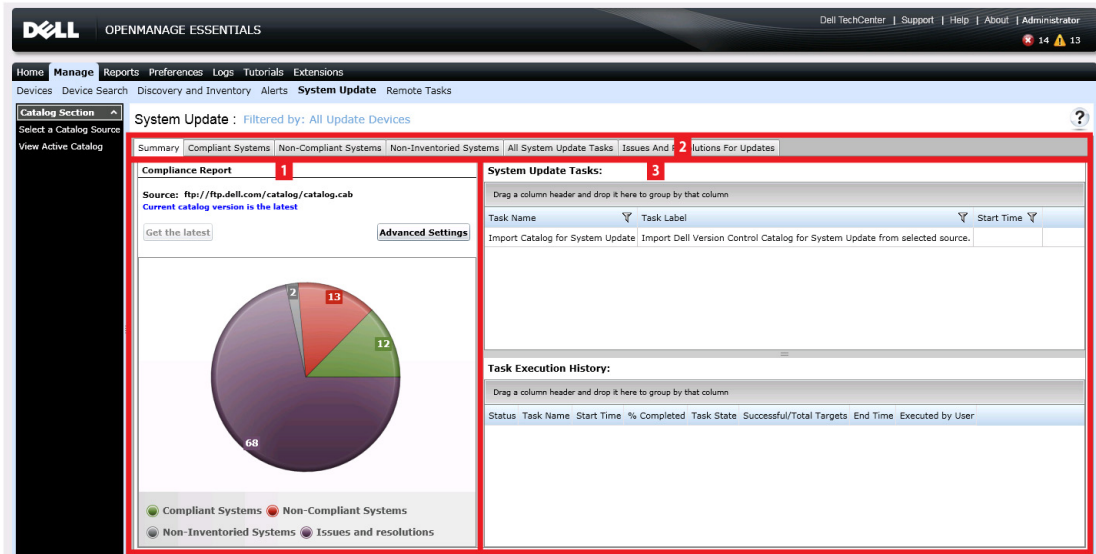 DELL OPENMANAGE ESSENTIALS
Dell TechCenter | Support | Help | About | Administrator
14 13
Home Manage Reports Preferences Logs Tutorials Extensions
Devices Device Search Discovery and Inventory Alerts System Update Remote Tasks
Catalog Section
Select a Catalog Source
View Active Catalog
System Update : Filtered by: All Update Devices
?
Summary Compliant Systems Non-Compliant Systems Non-Inventoried Systems All System Update Tasks Issues And 2 lutions For Updates
Compliance Report 1
Source: ftp://ftp.dell.com/catalog/catalog.cab
Current catalog version is the latest
Get the latest Advanced Settings
2
13
12
68
Compliant Systems Non-Compliant Systems
Non-Inventoried Systems Issues and resolutions
System Update Tasks: 3
Drag a column header and drop it here to group by that column
Task Name Task Label Start Time
Import Catalog for System Update Import Dell Version Control Catalog for System Update from selected source.
Task Execution History:
Drag a column header and drop it here to group by that column
Status Task Name Start Time % Completed Task State Successful/Total Targets End Time Executed by User